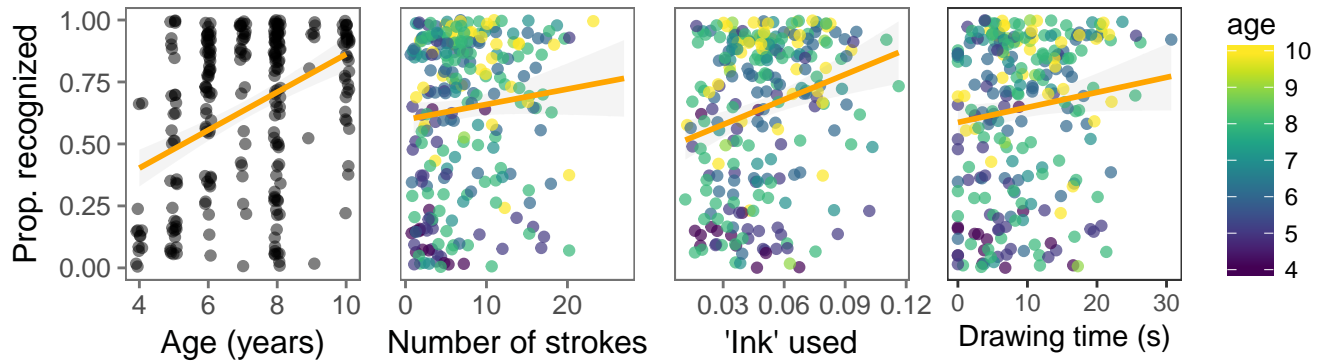 Prop. recognized
1.00
0.75
0.50
0.25
0.00
4 6 8 10
Age (years)
0 10 20
Number of strokes
0.03 0.06 0.09 0.12
'Ink' used
0 10 20 30
Drawing time (s)
age
10
9
8
7
6
5
4